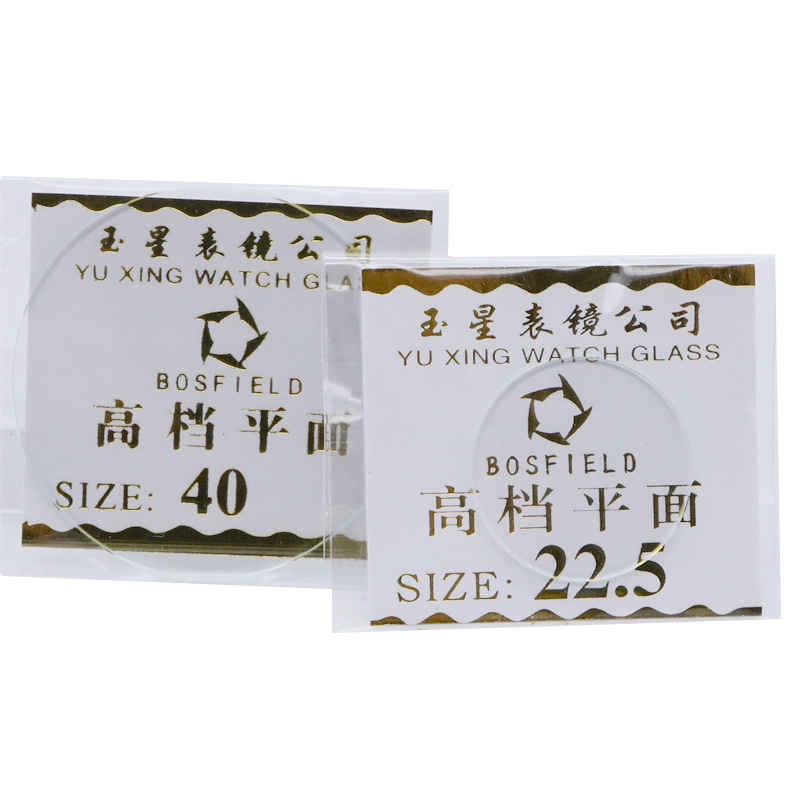 玉星表镜公司
YU XING WATCH GLAS
BOSFIELD
高档平面
SIZE: 40
玉星表镜公司
YU XING WATCH GLASS
BOSFIELD
高档平面
SIZE: 22.5